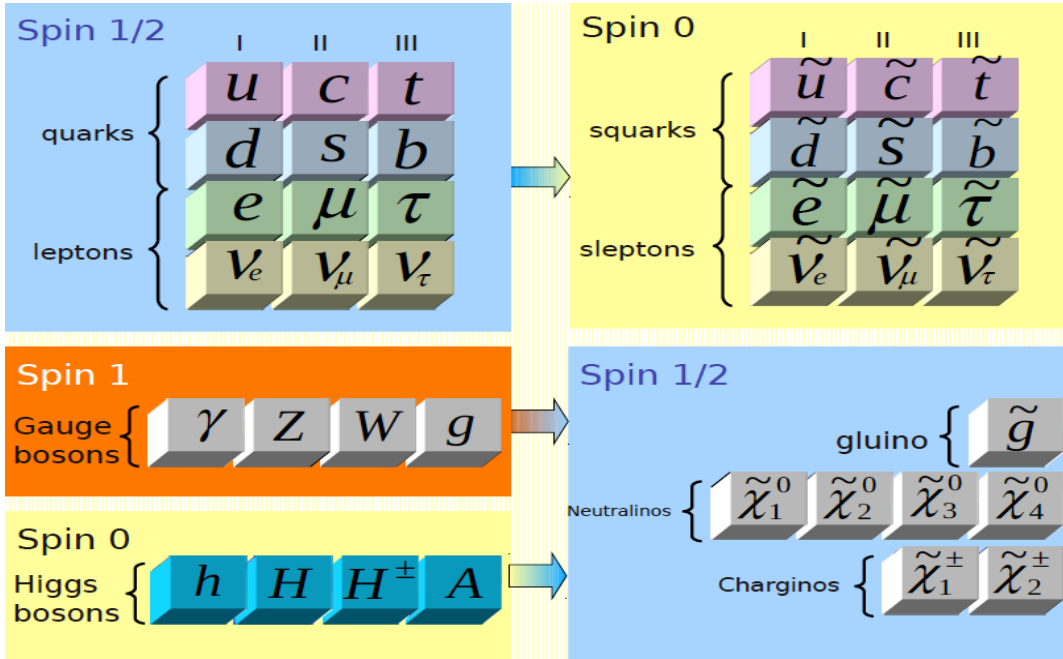 Spin 1/2
I II III
quarks
u c t
d s b
leptons
e μ τ
νe νμ ντ
Spin 0
I II III
squarks
ũ c̃ t̃
d̃ s̃ b̃
sleptons
ẽ μ̃ τ̃
ν̃e ν̃μ ν̃τ
Spin 1
Gauge
bosons
γ Z W g
Spin 0
Higgs
bosons
h H H± A
Spin 1/2
gluino
g̃
Neutralinos
χ̃⁰₁ χ̃⁰₂ χ̃⁰₃ χ̃⁰₄
Charginos
χ̃±₁ χ̃±₂